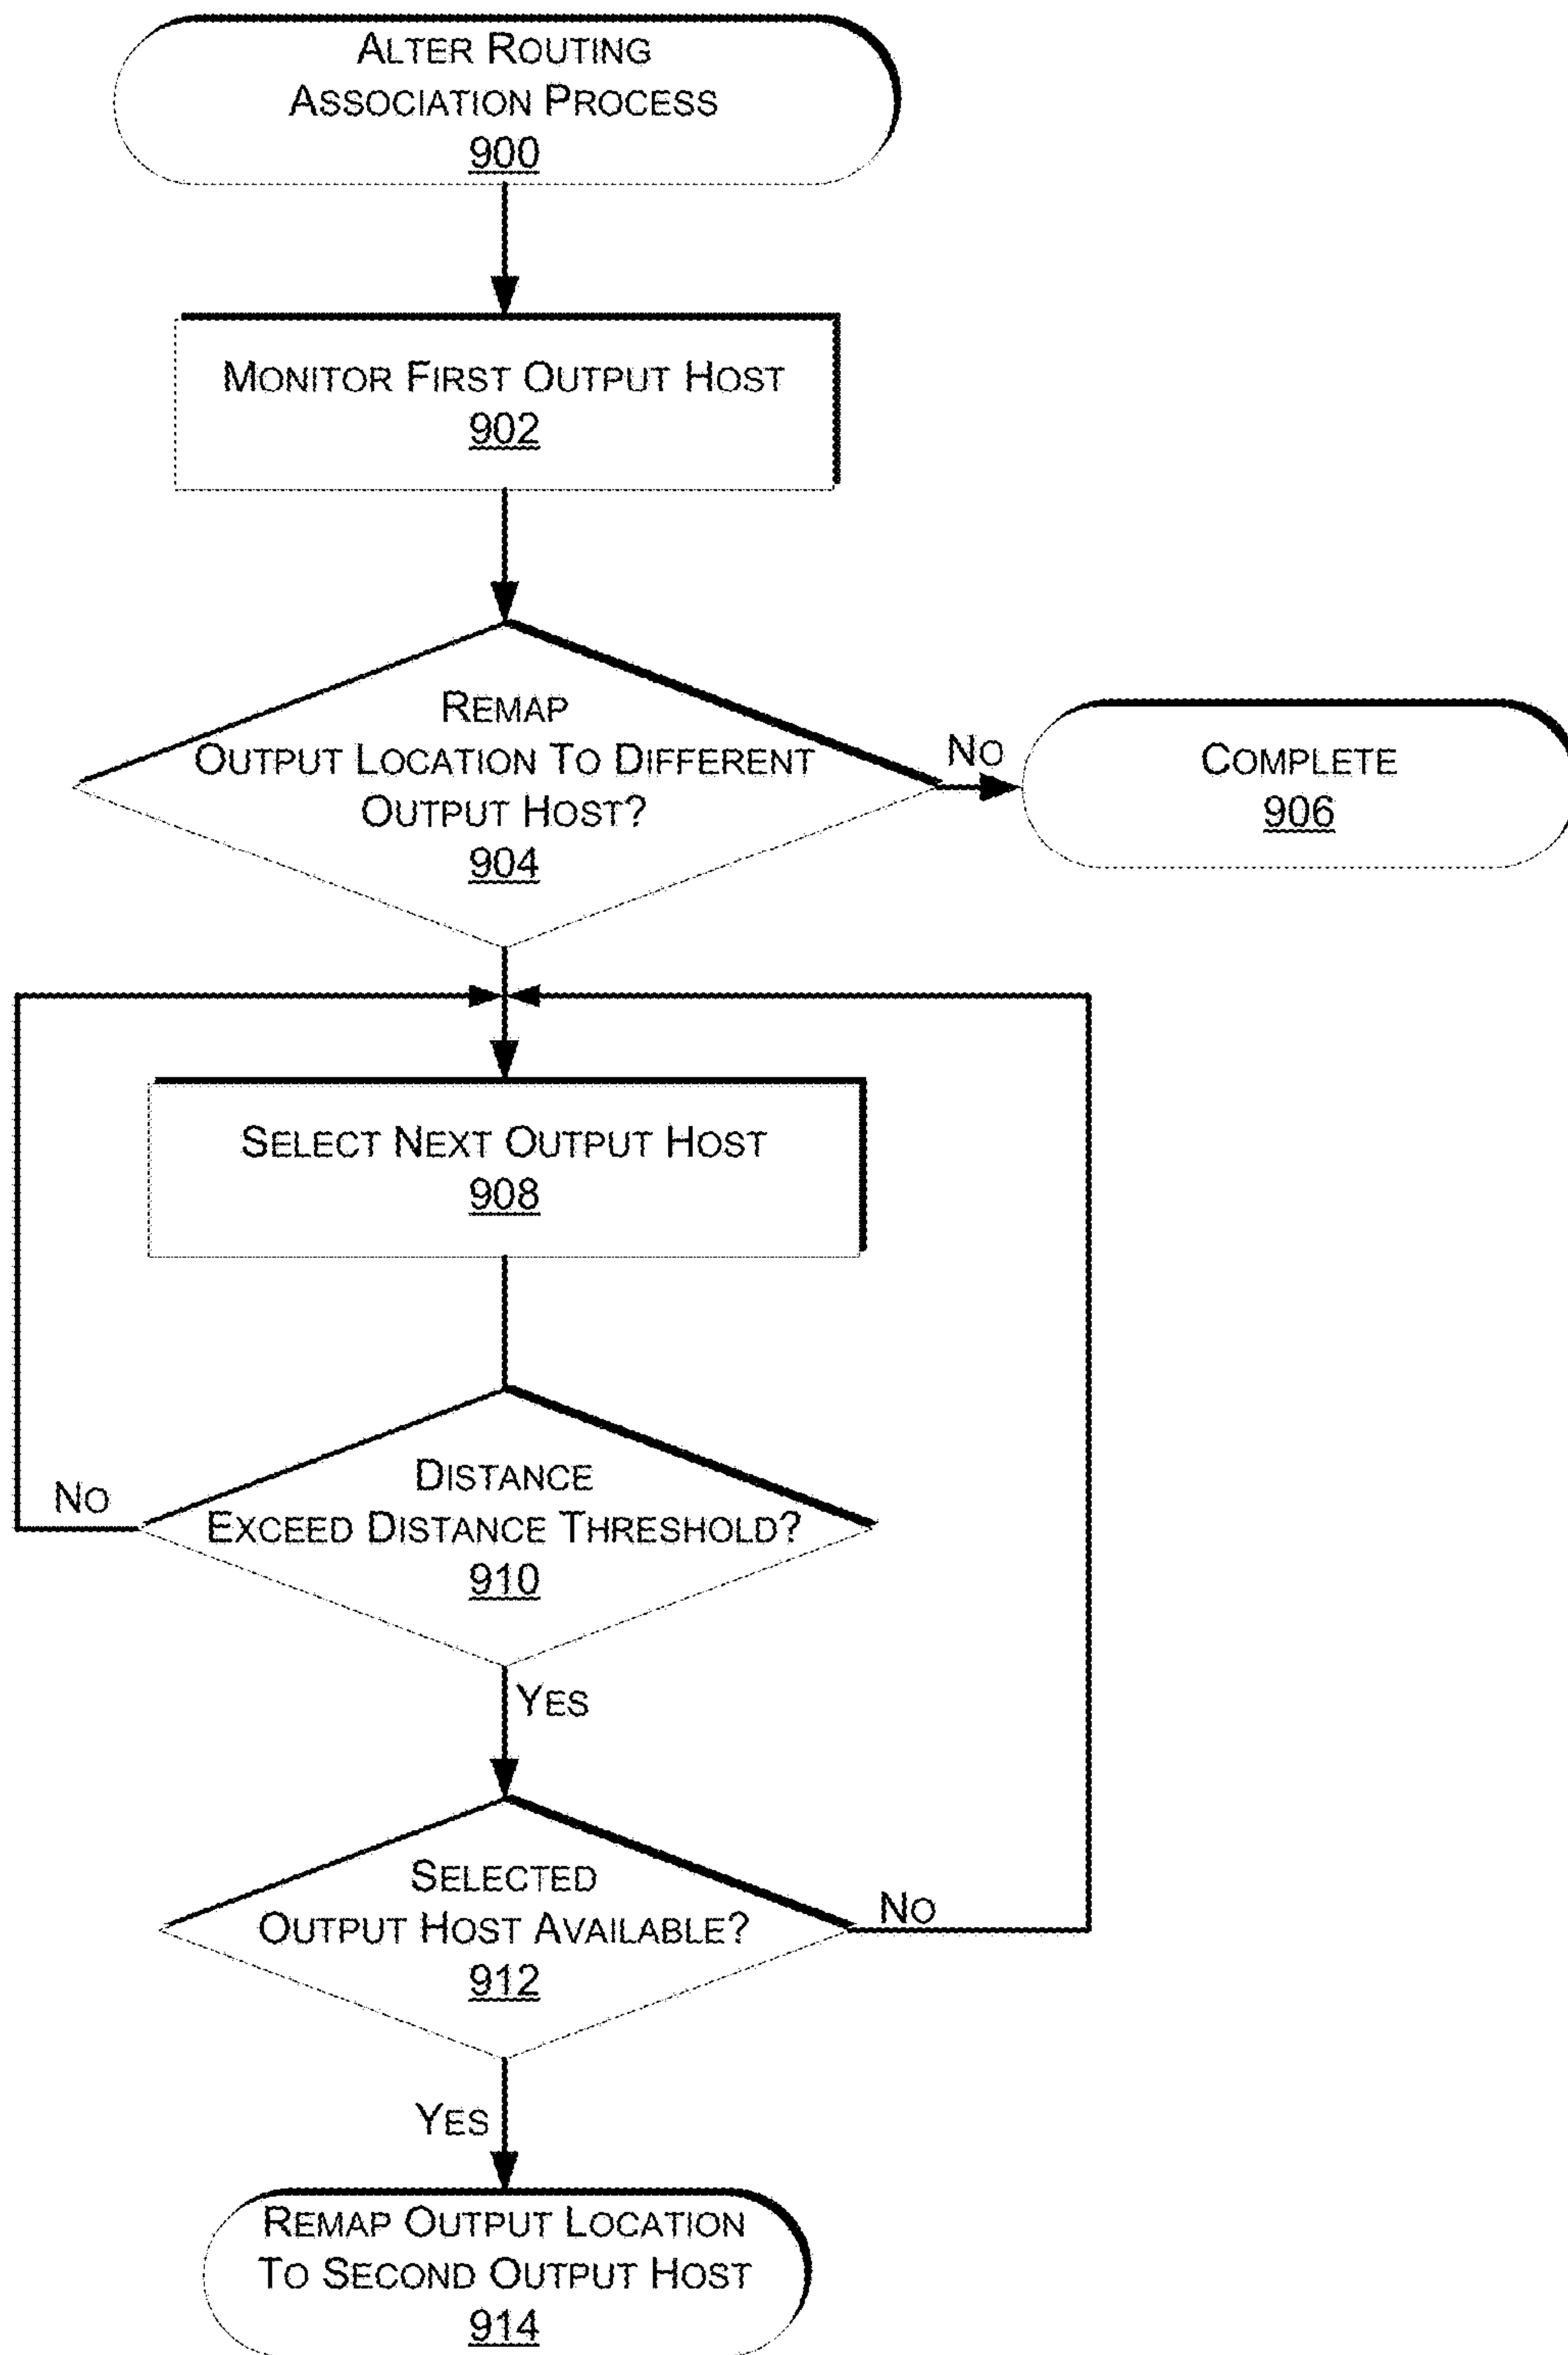 ALTER ROUTING
ASSOCIATION PROCESS
900
MONITOR FIRST OUTPUT HOST
902
REMAP
OUTPUT LOCATION TO DIFFERENT
OUTPUT HOST?
904
NO
COMPLETE
906
SELECT NEXT OUTPUT HOST
908
DISTANCE
EXCEED DISTANCE THRESHOLD?
910
NO
YES
SELECTED
OUTPUT HOST AVAILABLE?
912
NO
YES
REMAP OUTPUT LOCATION
TO SECOND OUTPUT HOST
914